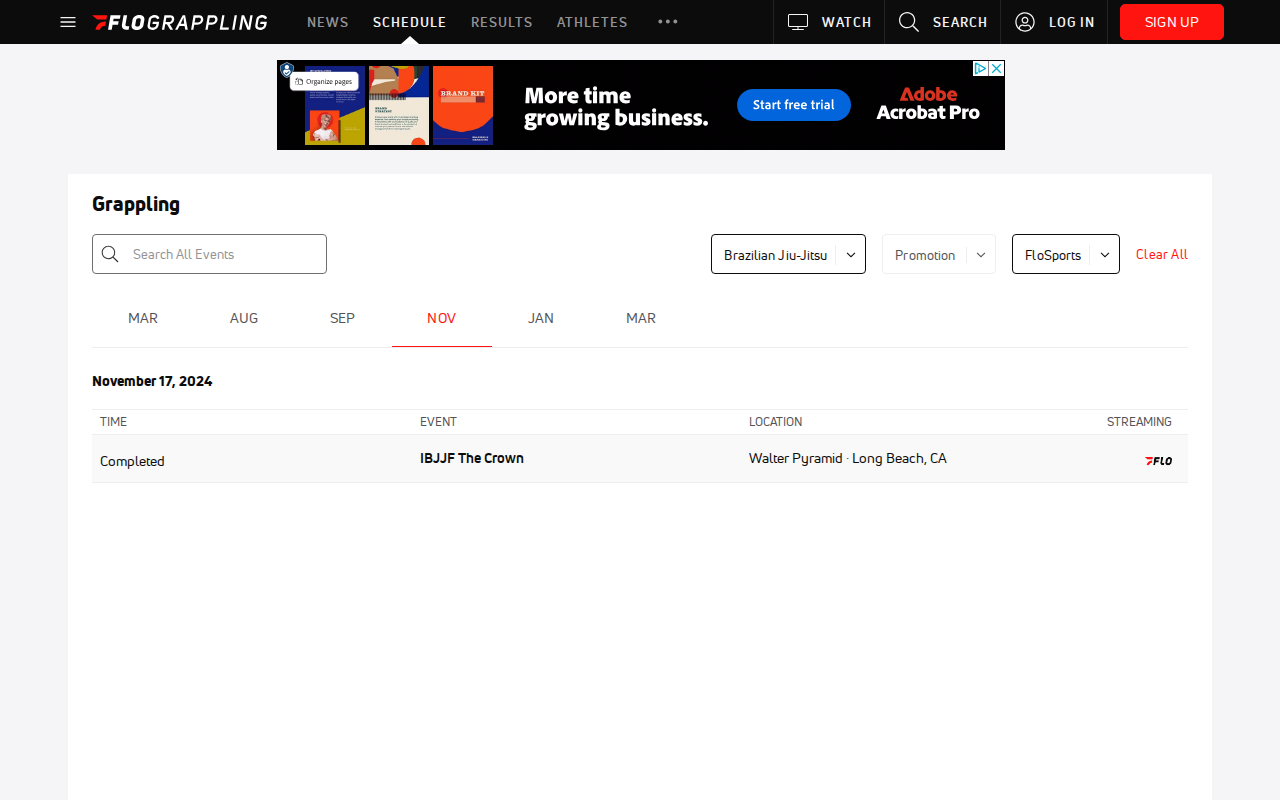 FLOGRAPPLING
NEWS
SCHEDULE
RESULTS
ATHLETES
WATCH
SEARCH
LOG IN
SIGN UP
Organize pages
BRAND KIT
More time
growing business.
Start free trial
Adobe
Acrobat Pro
Grappling
Search All Events
Brazilian Jiu-Jitsu
Promotion
FloSports
Clear All
MAR
AUG
SEP
NOV
JAN
MAR
November 17, 2024
TIME
EVENT
LOCATION
STREAMING
Completed
IBJJF The Crown
Walter Pyramid · Long Beach, CA
FLO